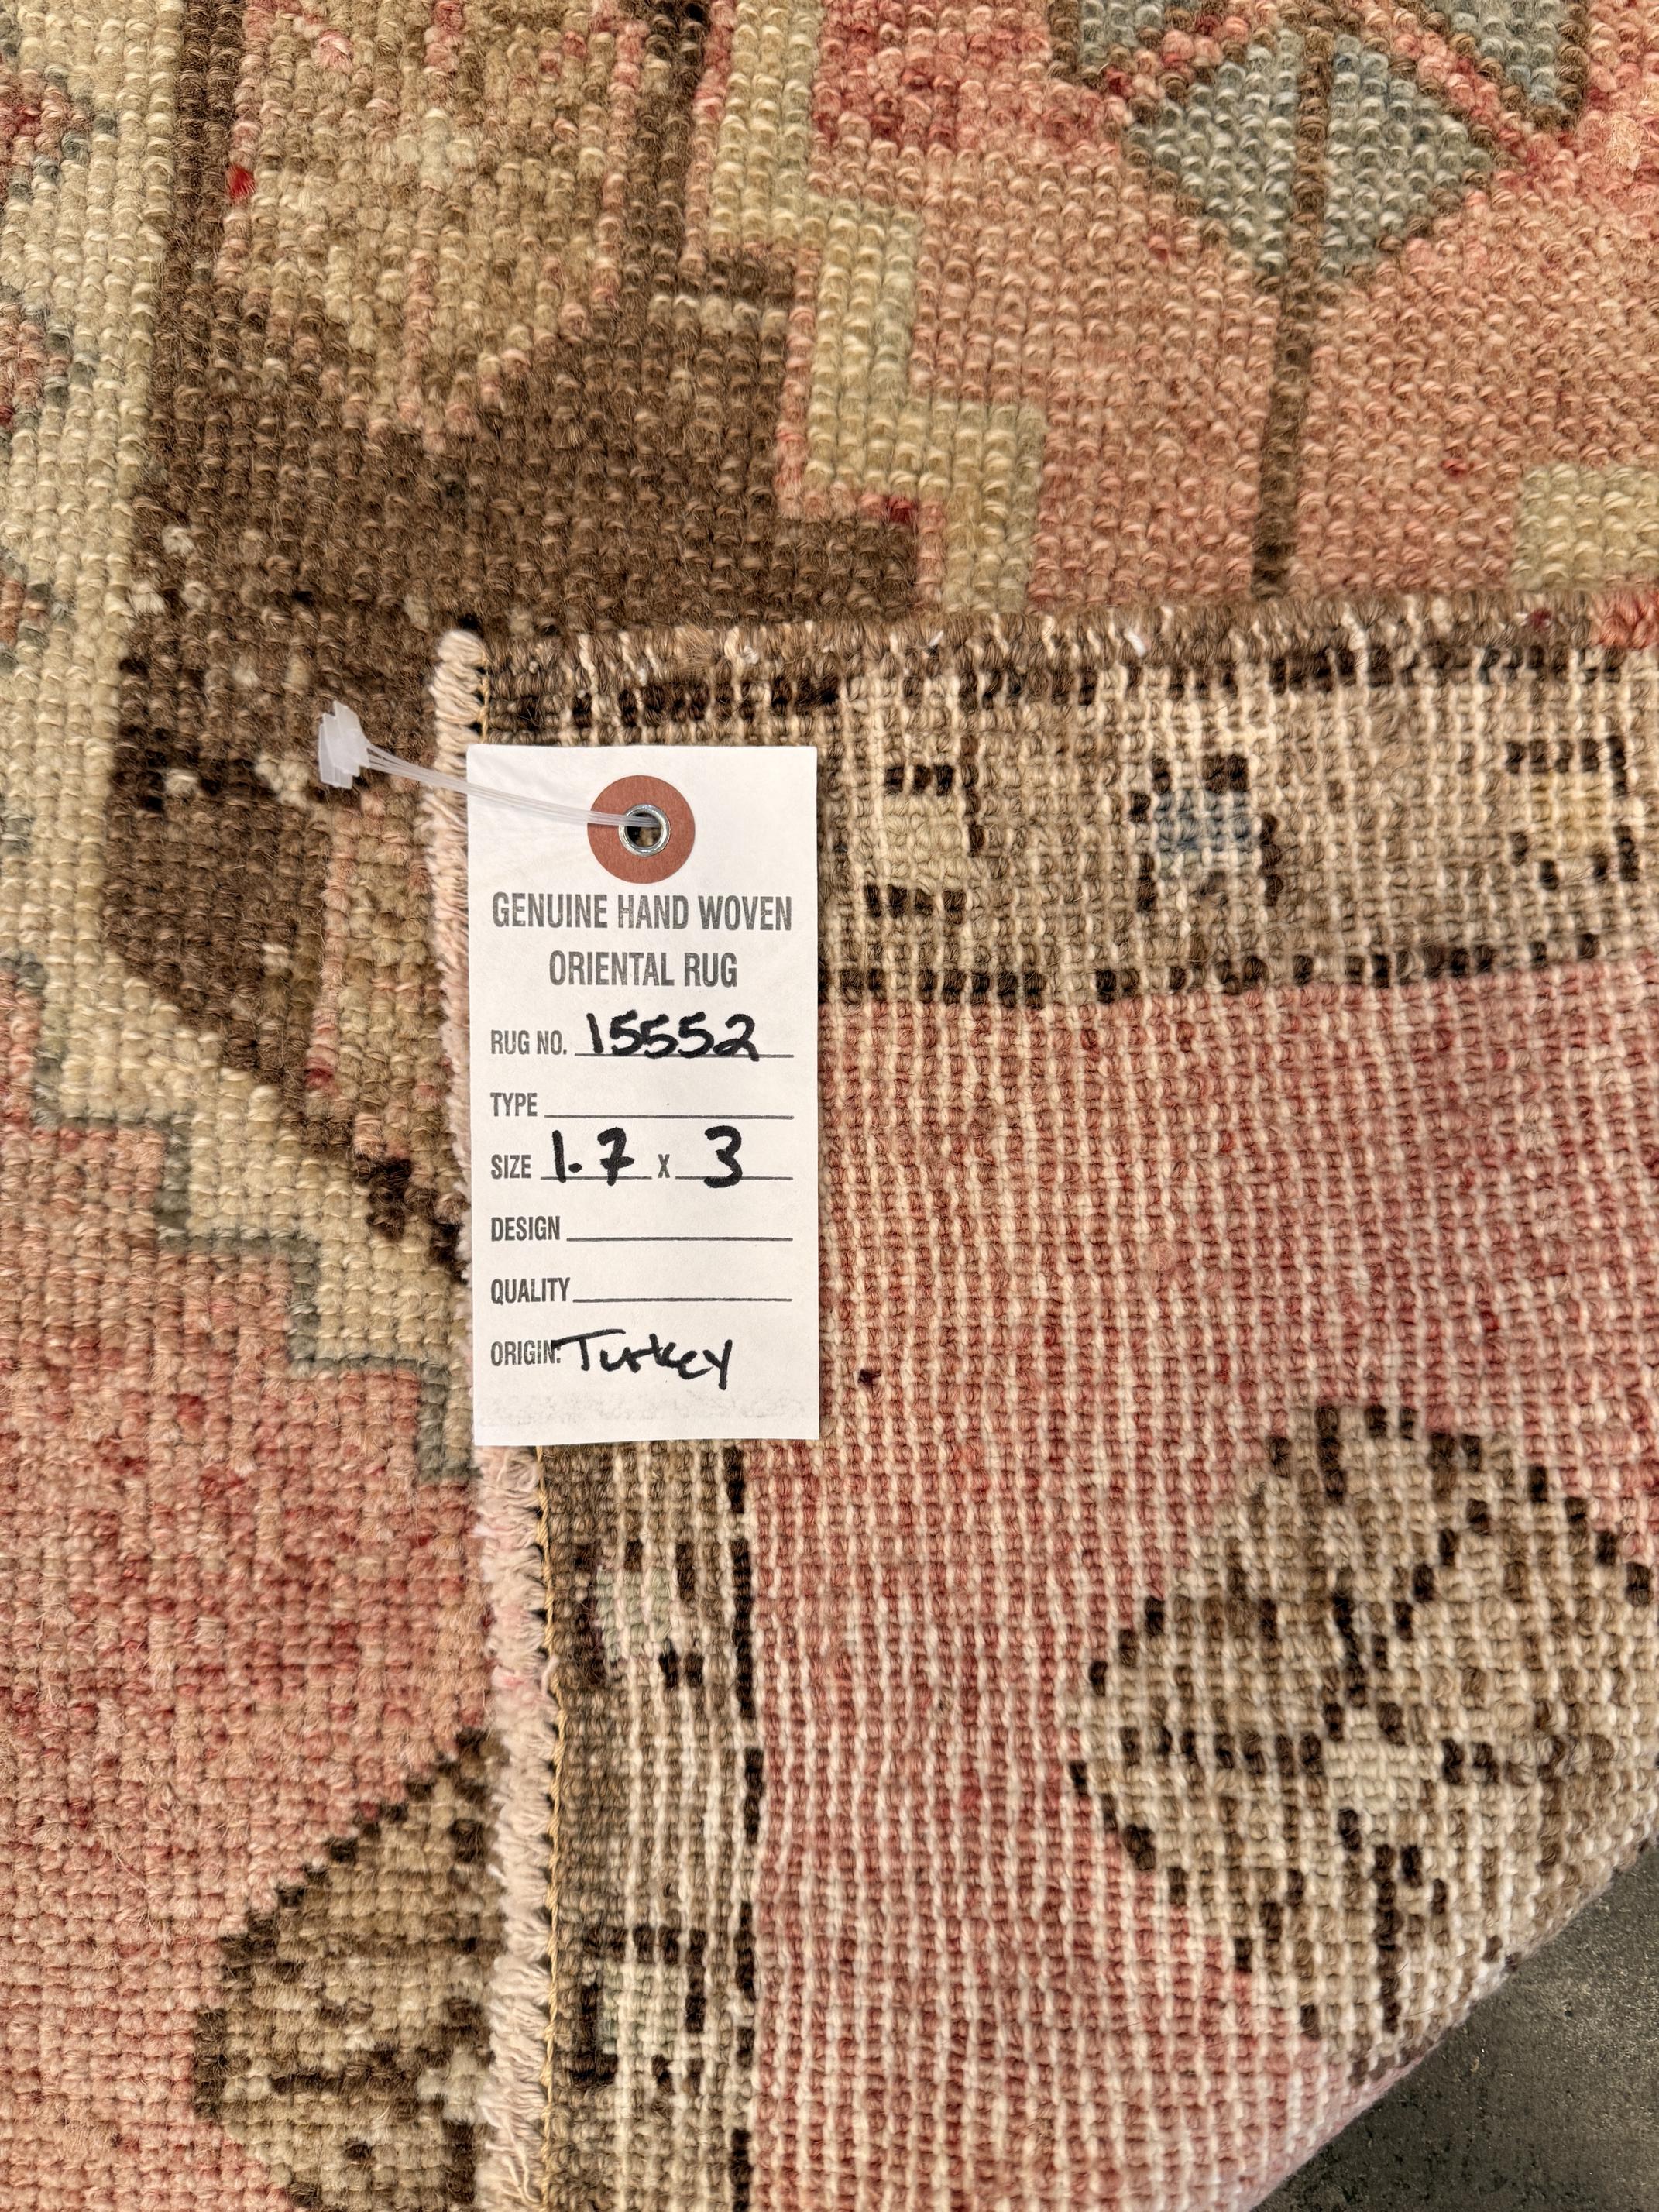 GENUINE HAND WOVEN
ORIENTAL RUG
RUG NO. 15552
TYPE
SIZE 1.7 X 3
DESIGN
QUALITY
ORIGIN: Turkey